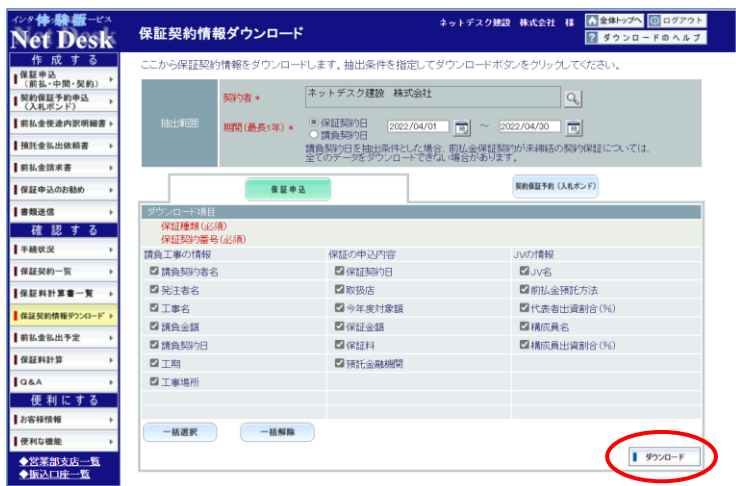 インタ体・験・版ービス
Net Desk
保証契約情報ダウンロード
ネットデスク建設 株式会社 様
全体トップへ
ログアウト
? ダウンロードのヘルプ
作成する
保証申込
(前払・中間・契約)
契約保証予約申込
(入札ボンド)
前払金使途内訳明細書
預託金払出依頼書
前払金請求書
保証申込のお勧め
書類送信
確認する
手続状況
保証契約一覧
保証料計算書一覧
保証契約情報ダウンロード
前払金払出予定
保証料計算
Q&A
便利にする
お客様情報
便利な機能
◆営業部支店一覧
◆振込口座一覧
ここから保証契約情報をダウンロードします。抽出条件を指定してダウンロードボタンをクリックしてください。
抽出範囲
契約者 *
ネットデスク建設 株式会社
期間(最長1年) *
保証契約日
請負契約日
2022/04/01 ~ 2022/04/30
請負契約日を抽出条件とした場合、前払金保証契約が未締結の契約保証については、
全てのデータをダウンロードできない場合があります。
保証申込
契約保証予約(入札ボンド)
ダウンロード項目
保証種類(必須)
保証契約番号(必須)
請負工事の情報 保証の申込内容 JVの情報
請負契約者名 保証契約日 JV名
発注者名 取扱店 前払金預託方法
工事名 今年度対象額 代表者出資割合(%)
請負金額 保証金額 構成員名
請負契約日 保証料 構成員出資割合(%)
工期 預託金融機関
工事場所
一括選択 一括解除
ダウンロード